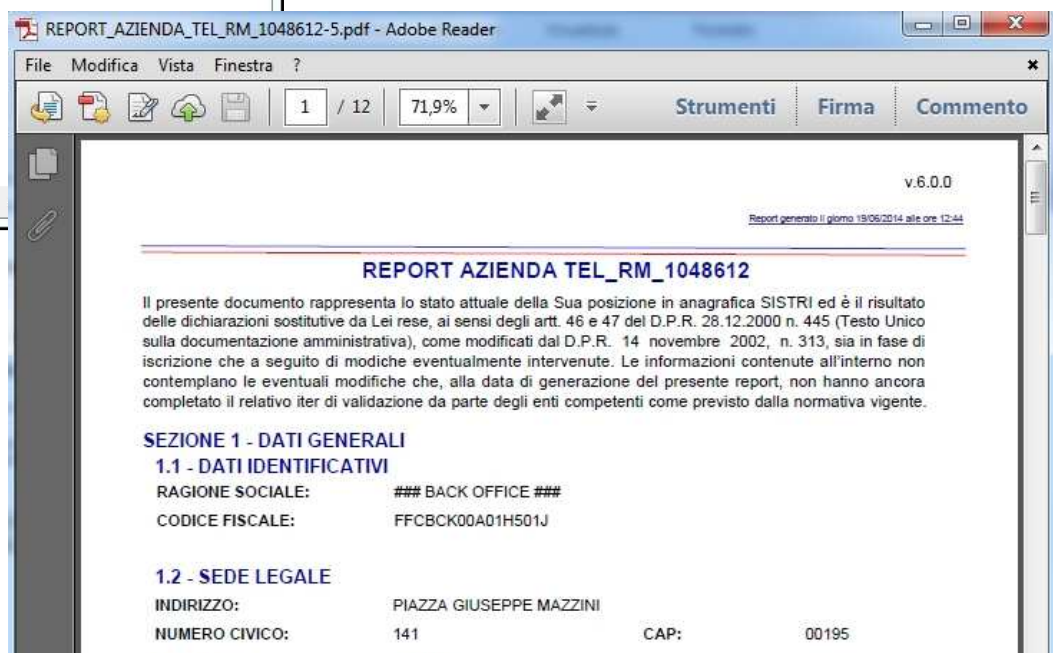 REPORT_AZIENDA_TEL_RM_1048612-5.pdf - Adobe Reader
File Modifica Vista Finestra ?
1 / 12 71,9% Strumenti Firma Commento
v.6.0.0
Report generato il giorno 19/06/2014 alle ore 12:44
REPORT AZIENDA TEL_RM_1048612
Il presente documento rappresenta lo stato attuale della Sua posizione in anagrafica SISTRI ed è il risultato
delle dichiarazioni sostitutive da Lei rese, ai sensi degli artt. 46 e 47 del D.P.R. 28.12.2000 n. 445 (Testo Unico
sulla documentazione amministrativa), come modificati dal D.P.R. 14 novembre 2002, n. 313, sia in fase di
iscrizione che a seguito di modiche eventualmente intervenute. Le informazioni contenute all'interno non
contemplano le eventuali modifiche che, alla data di generazione del presente report, non hanno ancora
completato il relativo iter di validazione da parte degli enti competenti come previsto dalla normativa vigente.
SEZIONE 1 - DATI GENERALI
1.1 - DATI IDENTIFICATIVI
RAGIONE SOCIALE: ### BACK OFFICE ###
CODICE FISCALE: FFCBCK00A01H501J
1.2 - SEDE LEGALE
INDIRIZZO: PIAZZA GIUSEPPE MAZZINI
NUMERO CIVICO: 141 CAP: 00195